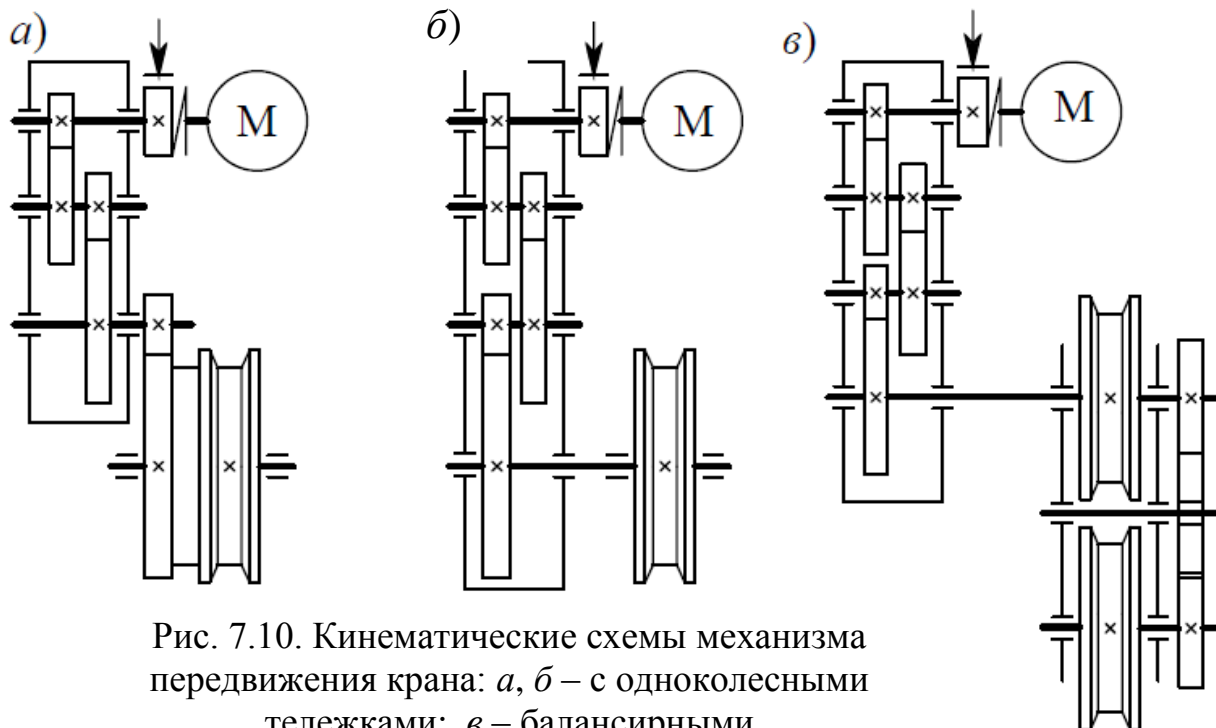 а)
б)
в)
М
М
М
Рис. 7.10. Кинематические схемы механизма
передвижения крана: а, б – с одноколесными
тележками; в – балансирными